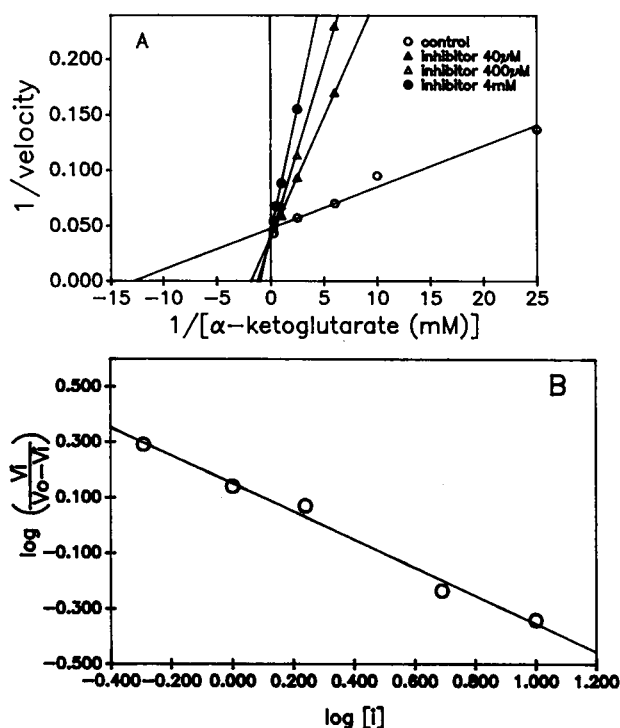 A
control
inhibitor 40μM
inhibitor 400μM
inhibitor 4mM
1/velocity
0.240
0.200
0.150
0.100
0.050
0.000
-15 -10 -5 0 5 10 15 20 25
1/[α-ketoglutarate (mM)]
B
log (Vi/Vo-Vi)
0.500
0.300
0.100
-0.100
-0.300
-0.500
-0.400 -0.200 0.000 0.200 0.400 0.600 0.800 1.000 1.200
log [i]